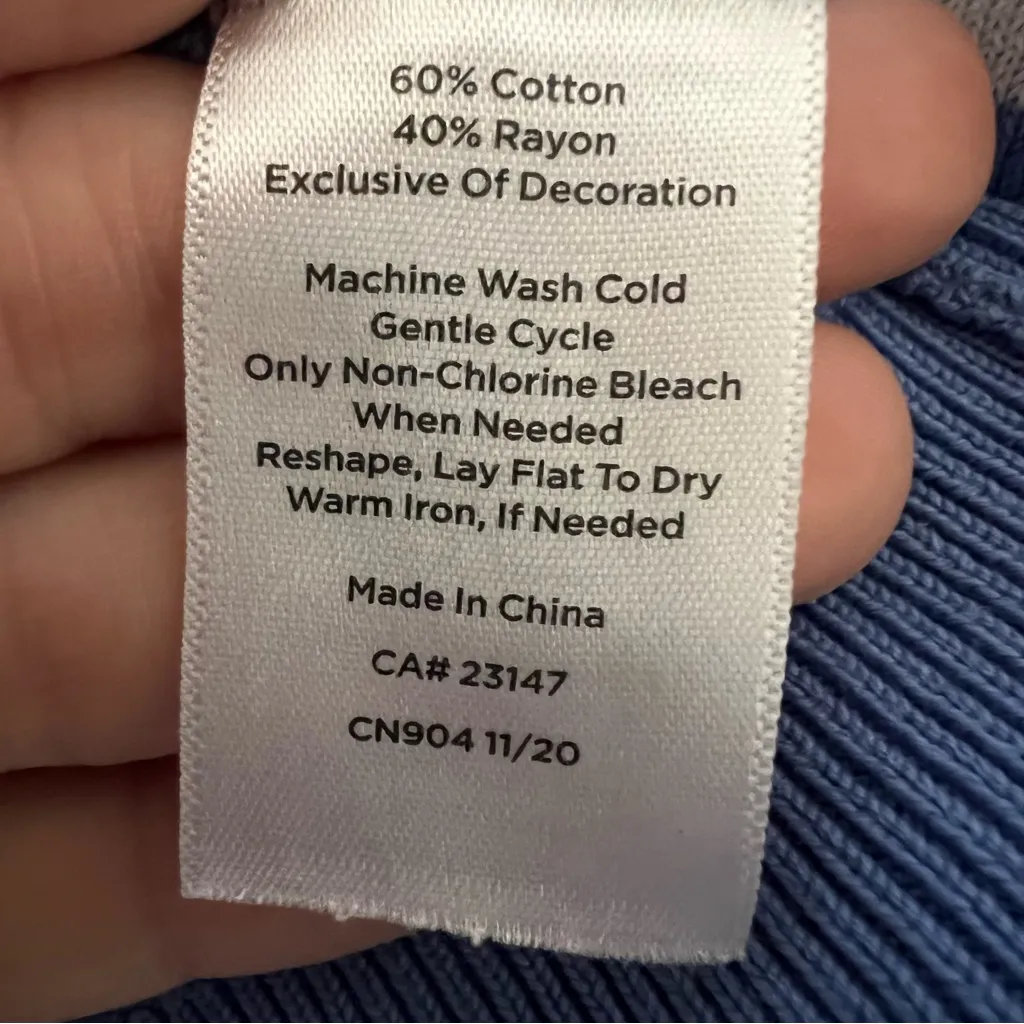 60% Cotton
40% Rayon
Exclusive Of Decoration
Machine Wash Cold
Gentle Cycle
Only Non-Chlorine Bleach
When Needed
Reshape, Lay Flat To Dry
Warm Iron, If Needed
Made In China
CA# 23147
CN904 11/20